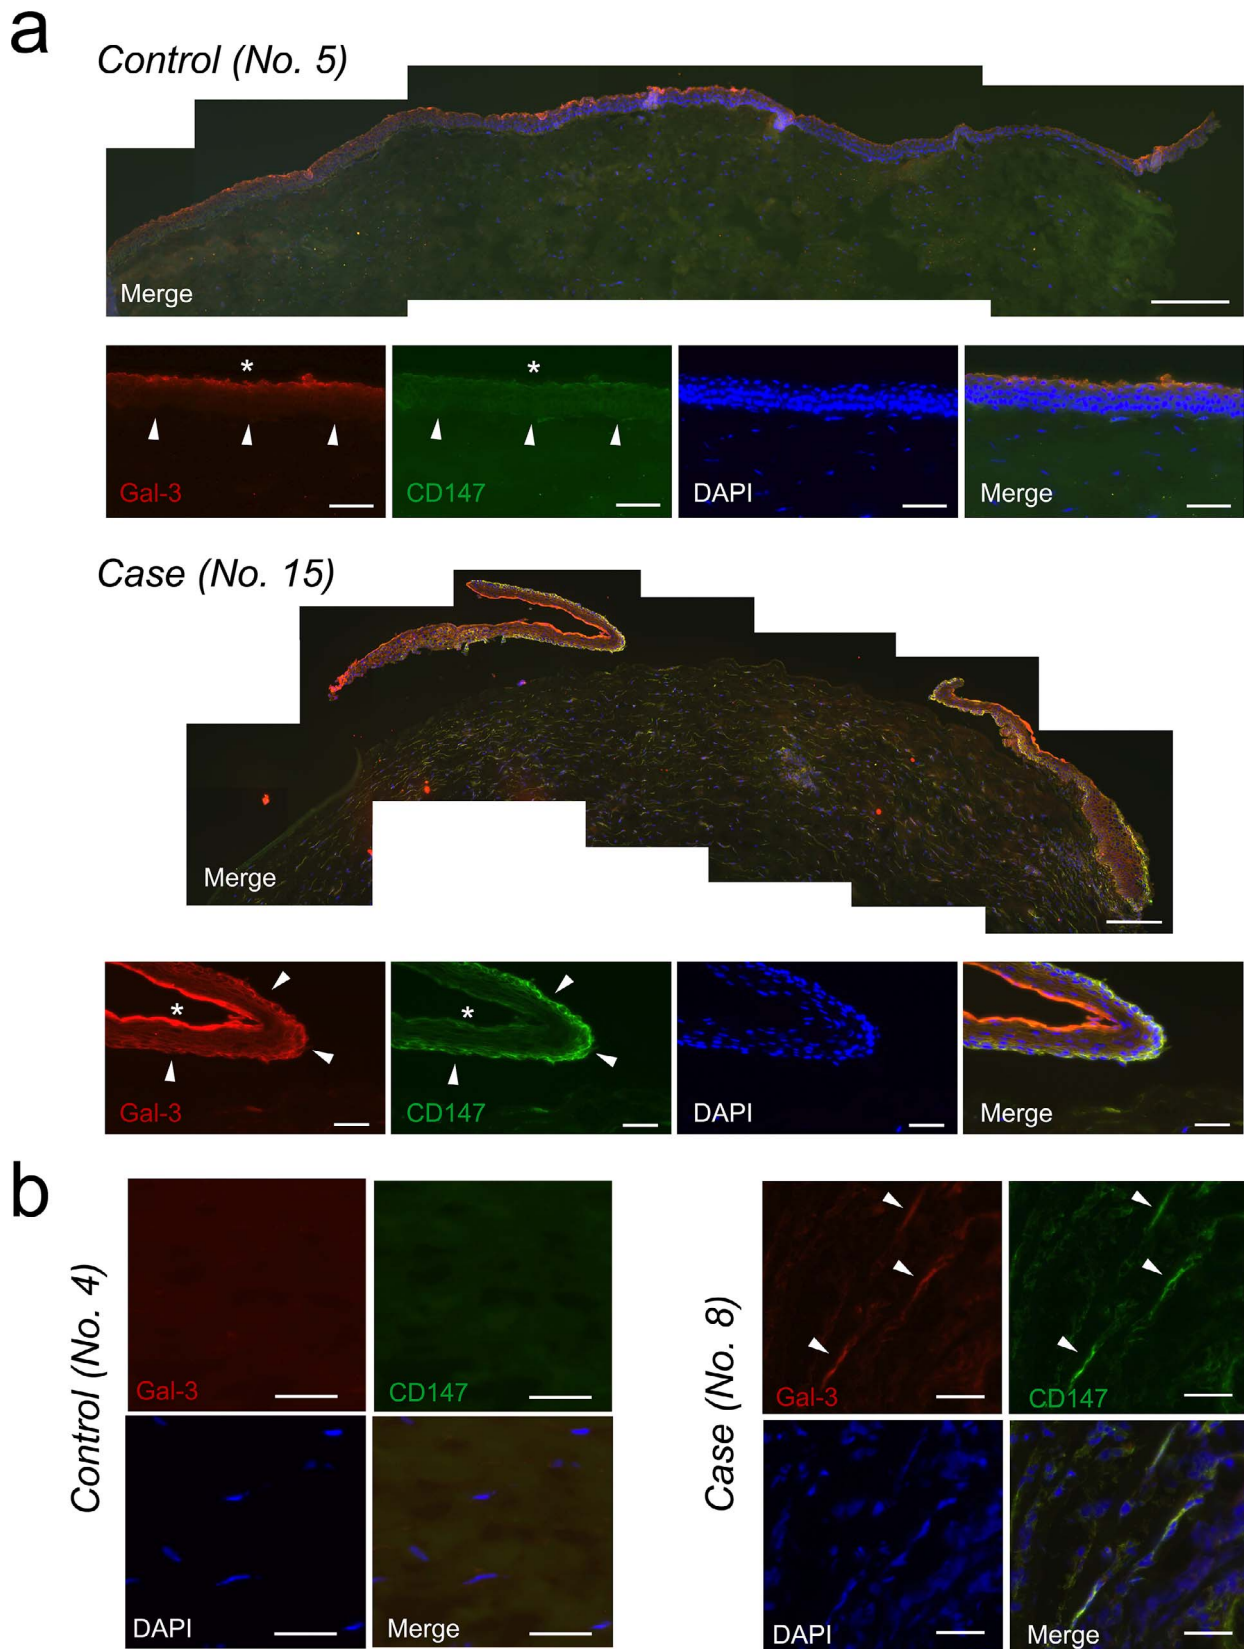 a
Control (No. 5)
Merge
*
*
Gal-3
CD147
DAPI
Merge
Case (No. 15)
Merge
*
*
Gal-3
CD147
DAPI
Merge
b
Control (No. 4)
Gal-3
CD147
DAPI
Merge
Case (No. 8)
Gal-3
CD147
DAPI
Merge